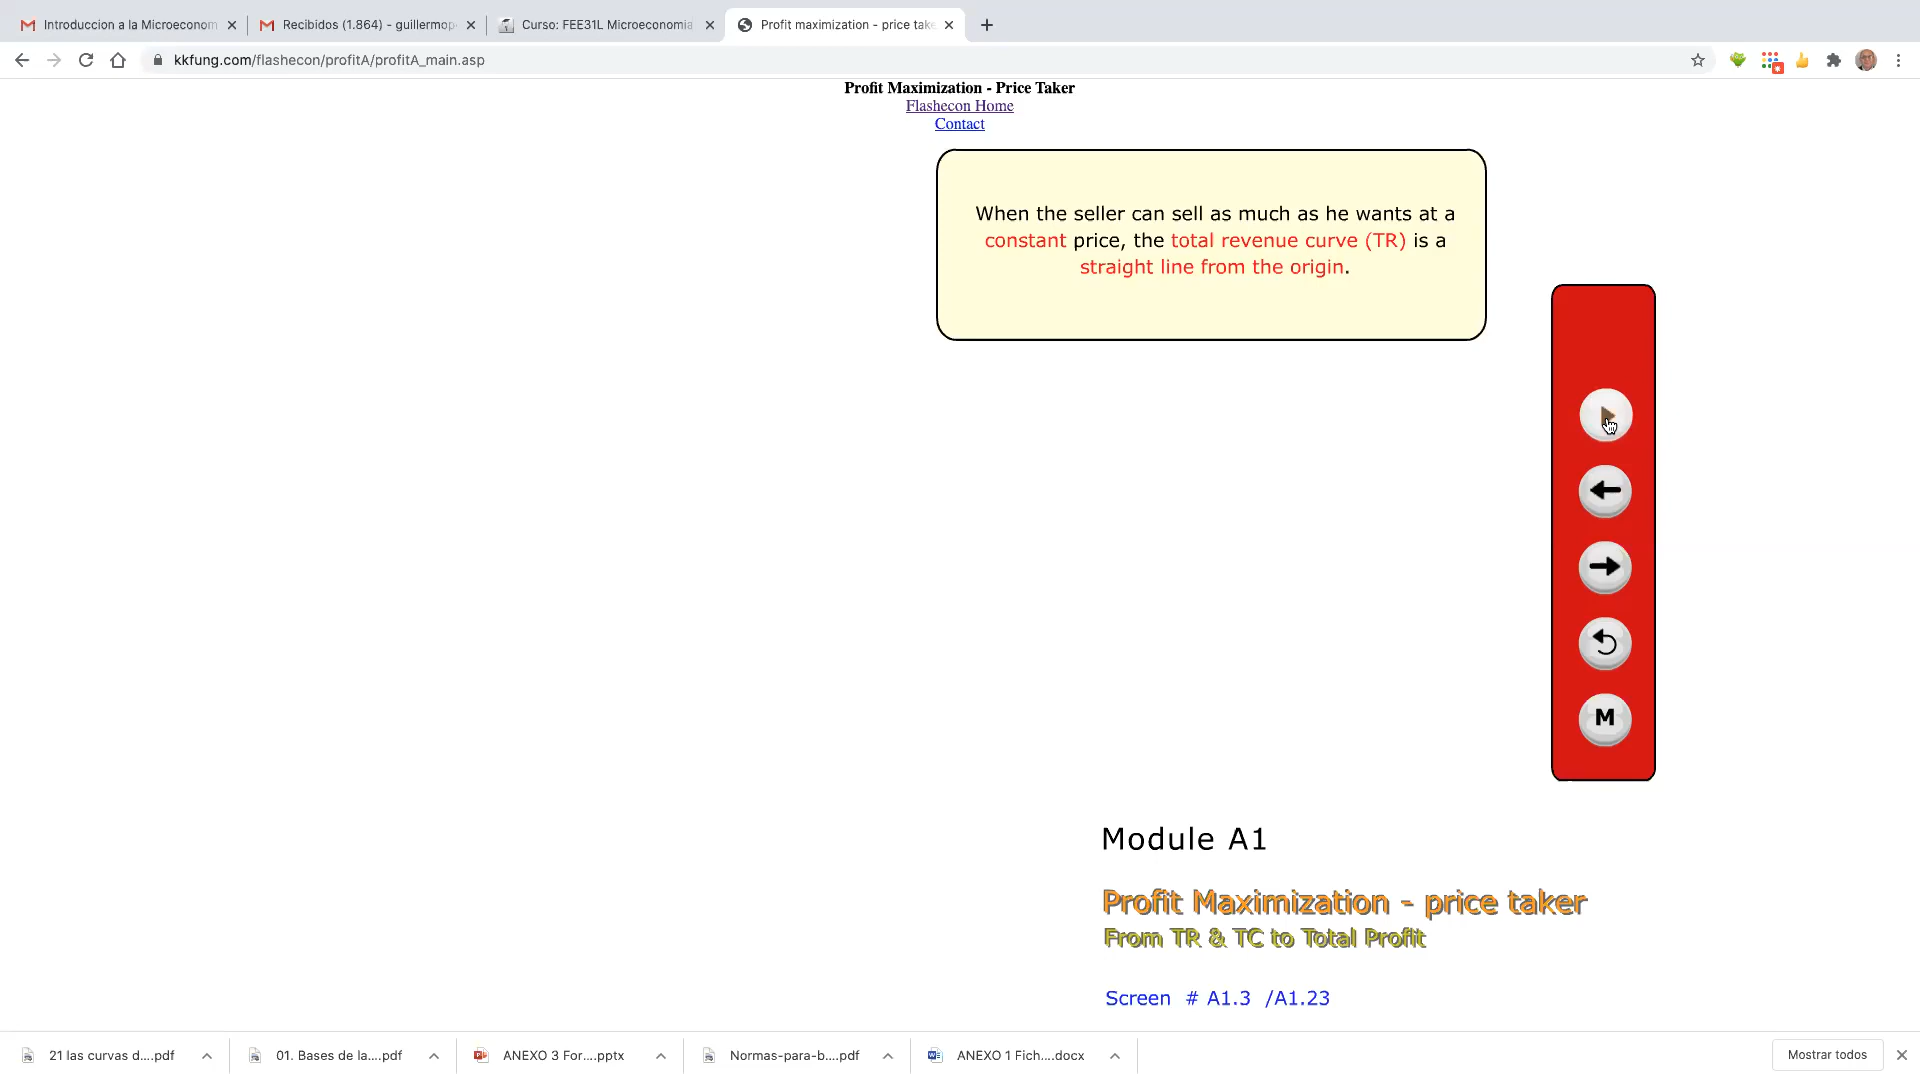 Introduccion a la Microeconom
Recibidos (1.864) - guillermop
Curso: FEE31L Microeconomia
Profit maximization - price take
kkfung.com/flashecon/profitA/profitA_main.asp
Profit Maximization - Price Taker
Flashecon Home
Contact
When the seller can sell as much as he wants at a
constant price, the total revenue curve (TR) is a
straight line from the origin.
M
Module A1
Profit Maximization - price taker
From TR & TC to Total Profit
Screen # A1.3 /A1.23
21 las curvas d....pdf
01. Bases de la....pdf
ANEXO 3 For....pptx
Normas-para-b....pdf
ANEXO 1 Fich....docx
Mostrar todos